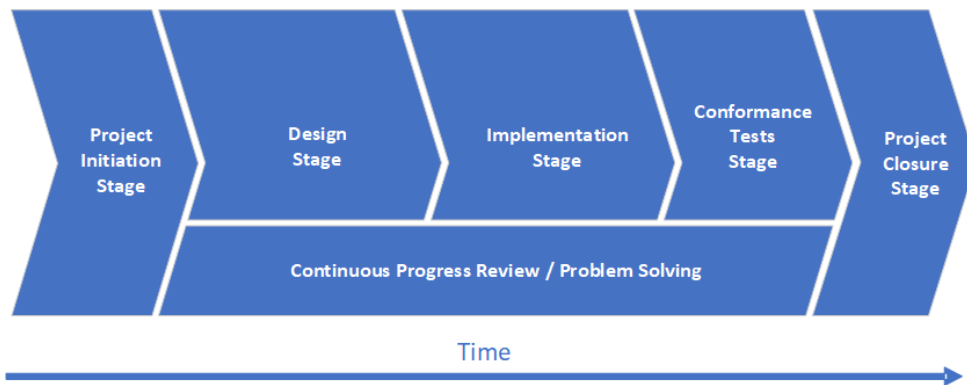 Project
Initiation
Stage
Design
Stage
Implementation
Stage
Conformance
Tests
Stage
Project
Closure
Stage
Continuous Progress Review / Problem Solving
Time